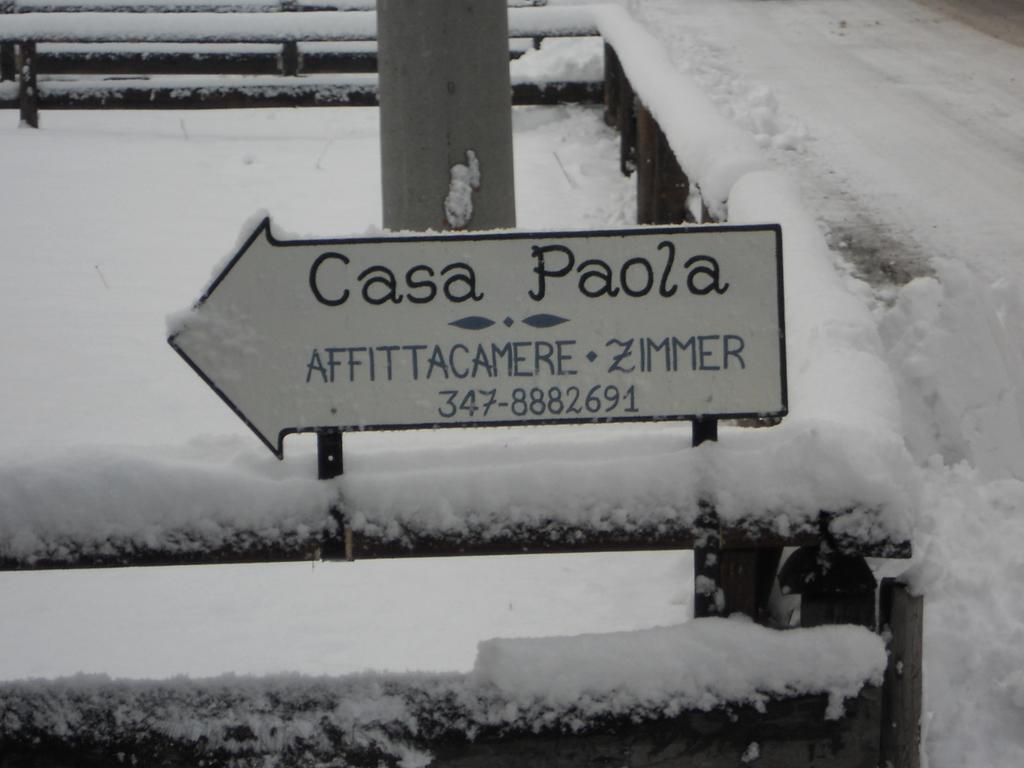 Casa Paola
AFFITTACAMERE · ZIMMER
347-8882691